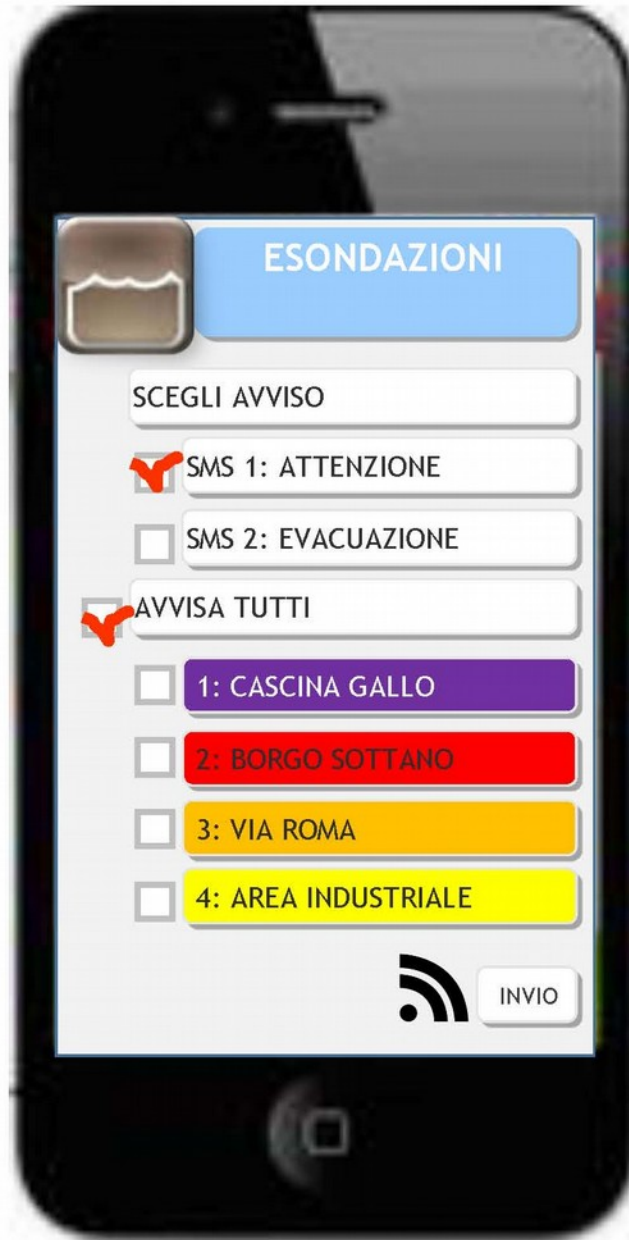 ESONDAZIONI
SCEGLI AVVISO
SMS 1: ATTENZIONE
SMS 2: EVACUAZIONE
AVVISA TUTTI
1: CASCINA GALLO
2: BORGO SOTTANO
3: VIA ROMA
4: AREA INDUSTRIALE
INVIO